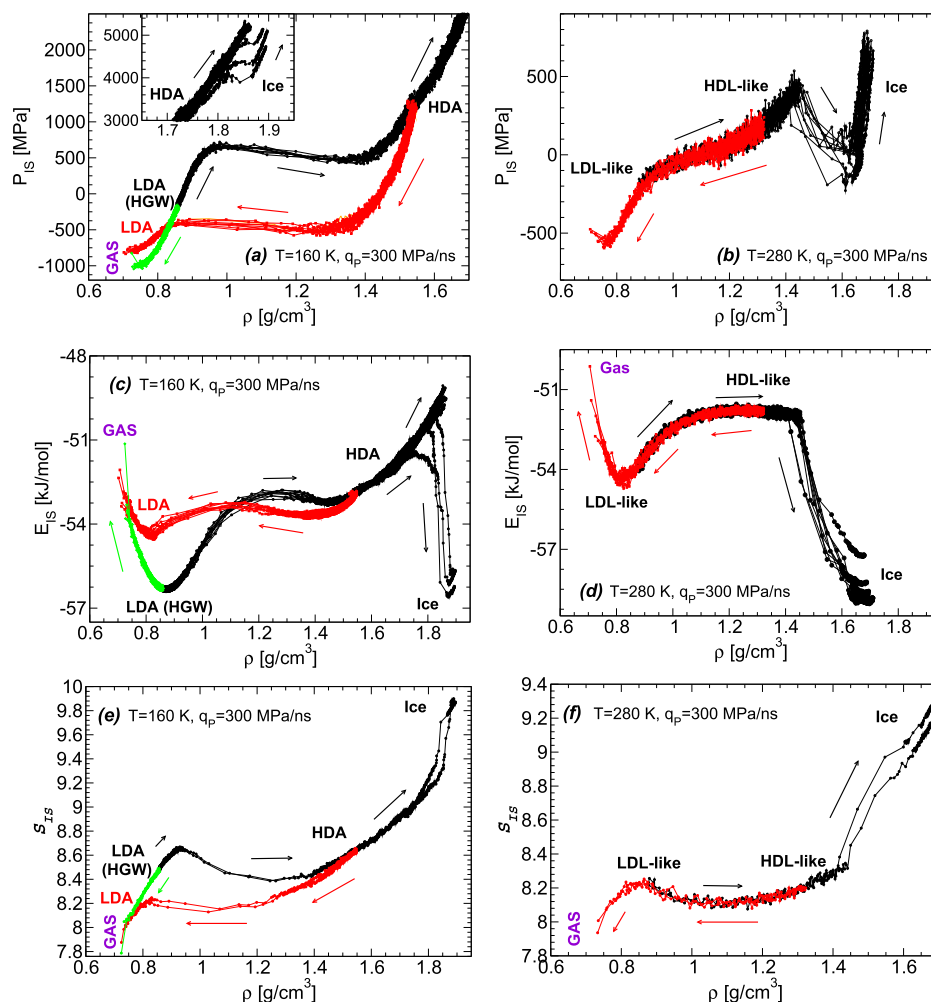 2000
1500
1000
500
0
-500
-1000
P_IS [MPa]
5000
4000
3000
HDA
Ice
1.7
1.8
1.9
HDA
LDA
(HGW)
LDA
GAS
(a) T=160 K, q_P=300 MPa/ns
0.6
0.8
1
1.2
1.4
1.6
ρ [g/cm³]
500
0
-500
P_IS [MPa]
HDL-like
LDL-like
Ice
(b) T=280 K, q_P=300 MPa/ns
0.6
0.8
1
1.2
1.4
1.6
1.8
ρ [g/cm³]
-48
-51
-54
-57
E_IS [kJ/mol]
(c) T=160 K, q_P=300 MPa/ns
GAS
HDA
LDA
LDA (HGW)
Ice
0.6
0.8
1
1.2
1.4
1.6
1.8
2
ρ [g/cm³]
-51
-54
-57
E_IS [kJ/mol]
Gas
HDL-like
LDL-like
Ice
(d) T=280 K, q_P=300 MPa/ns
0.6
0.8
1
1.2
1.4
1.6
1.8
ρ [g/cm³]
10
9.8
9.6
9.4
9.2
9
8.8
8.6
8.4
8.2
8
7.8
s_IS
(e) T=160 K, q_P=300 MPa/ns
Ice
HDA
LDA
(HGW)
LDA
GAS
0.6
0.8
1
1.2
1.4
1.6
1.8
2
ρ [g/cm³]
9.4
9.2
9
8.8
8.6
8.4
8.2
8
7.8
s_IS
(f) T=280 K, q_P=300 MPa/ns
Ice
LDL-like
HDL-like
GAS
0.6
0.8
1
1.2
1.4
1.6
ρ [g/cm³]